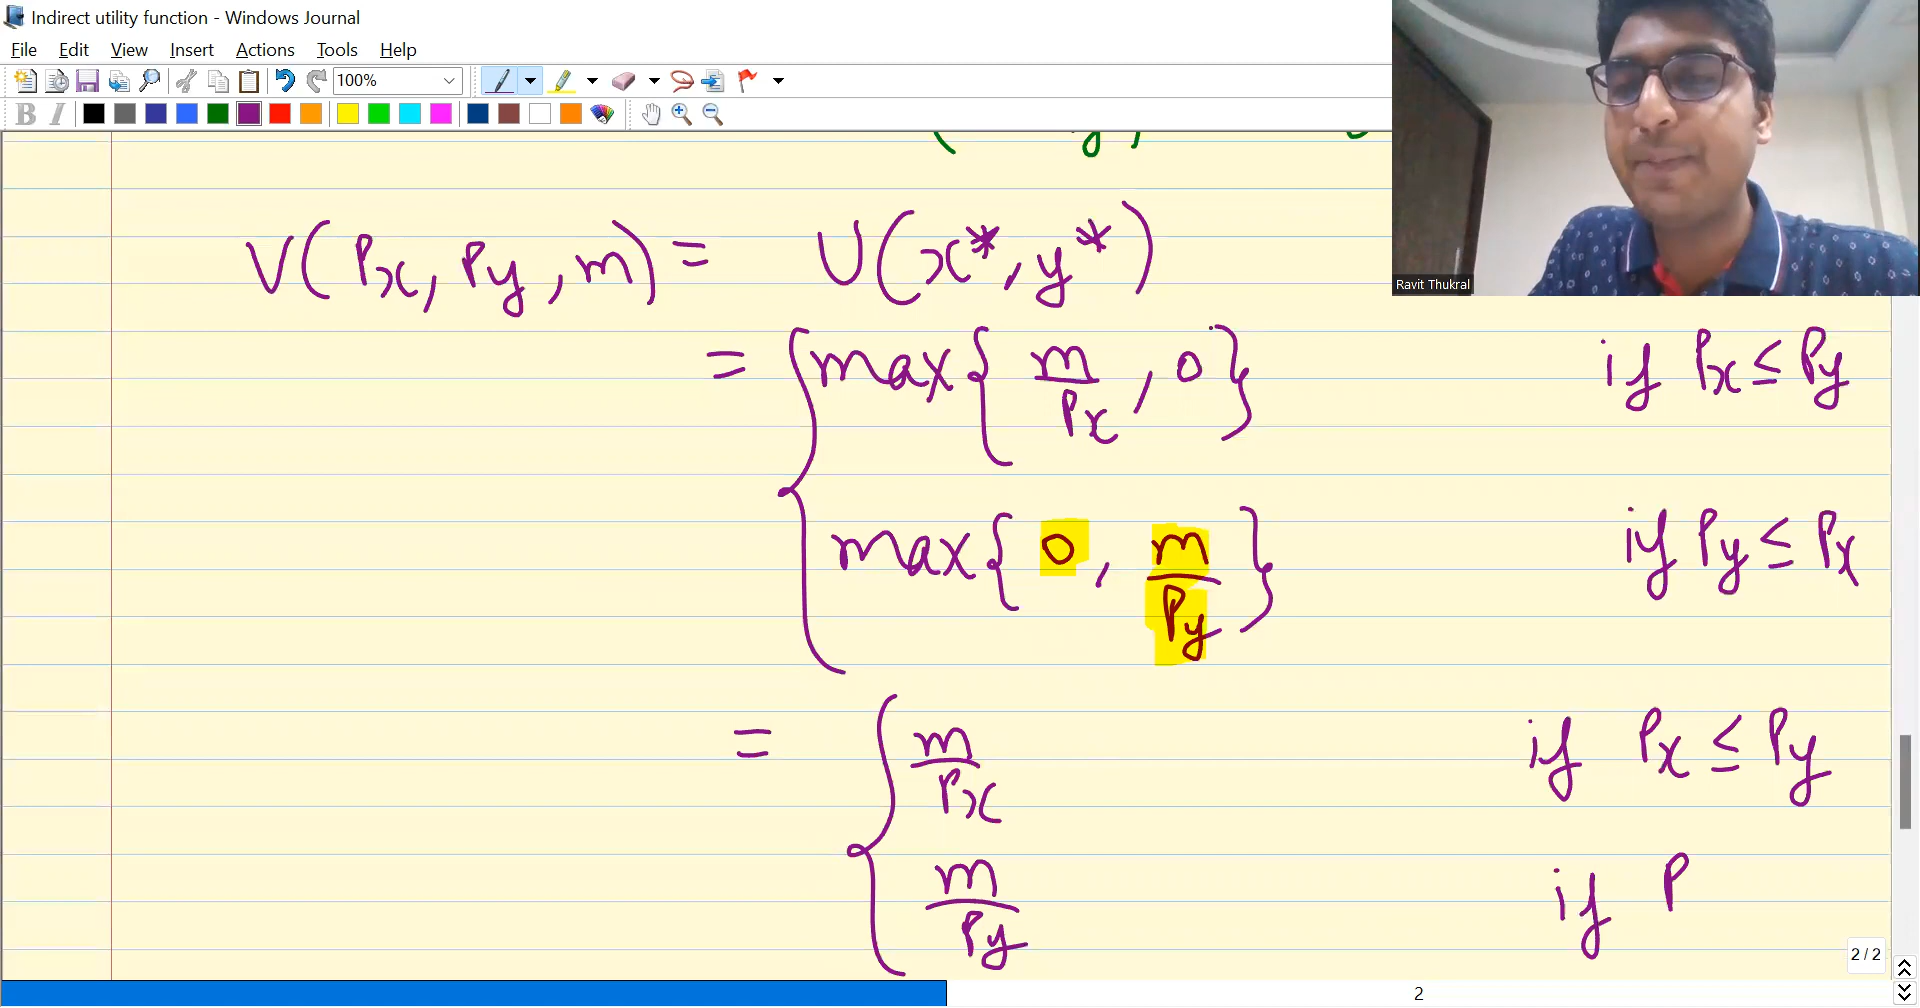 Indirect utility function - Windows Journal
File Edit View Insert Actions Tools Help
100%
B I
Ravit Thukral
V(Px, Py, m) = U(x*, y*)
= { max{ m/Px , 0 } if Px ≤ Py
max{ 0 , m/Py } if Py ≤ Px
= { m/Px if Px ≤ Py
m/Py if P
2 / 2
2